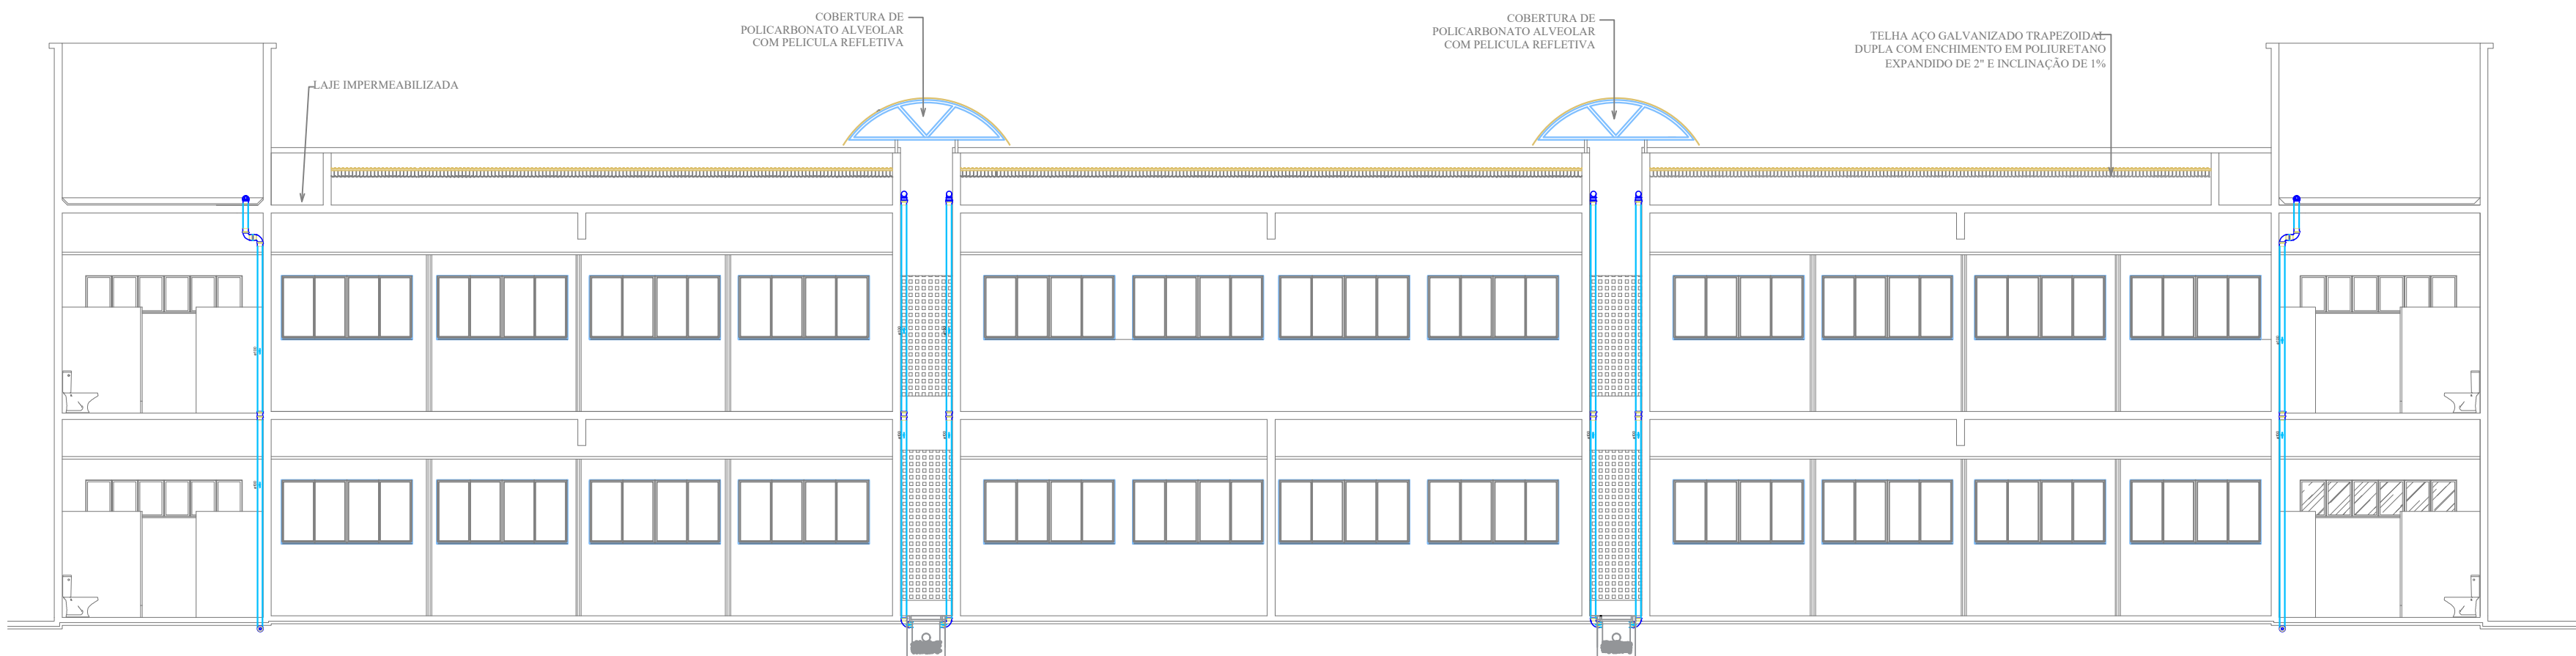 COBERTURA DE
POLICARBONATO ALVEOLAR
COM PELICULA REFLETIVA
COBERTURA DE
POLICARBONATO ALVEOLAR
COM PELICULA REFLETIVA
TELHA AÇO GALVANIZADO TRAPEZOIDAL
DUPLA COM ENCHIMENTO EM POLIURETANO
EXPANDIDO DE 2" E INCLINAÇÃO DE 1%
LAJE IMPERMEABILIZADA